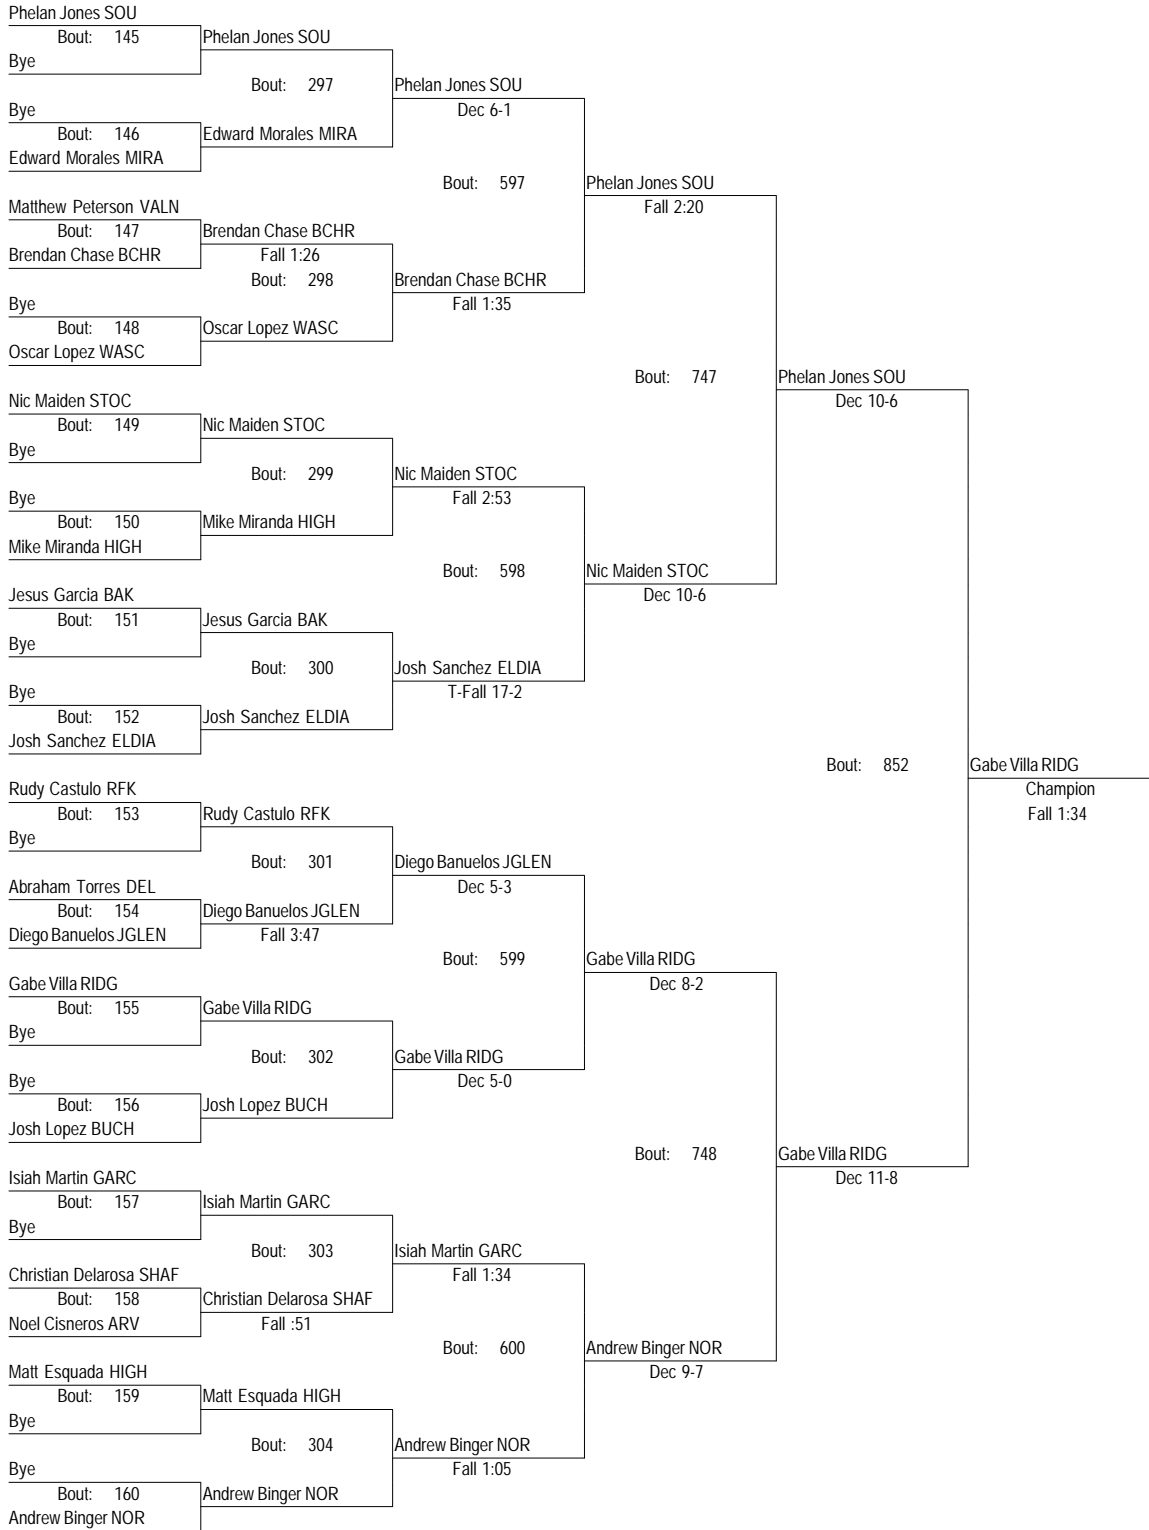 Phelan Jones SOU
Bout: 145
Phelan Jones SOU
Bye
Bout: 297
Phelan Jones SOU
Dec 6-1
Bye
Bout: 146
Edward Morales MIRA
Edward Morales MIRA
Bout: 597
Phelan Jones SOU
Fall 2:20
Matthew Peterson VALN
Bout: 147
Brendan Chase BCHR
Brendan Chase BCHR
Fall 1:26
Bout: 298
Brendan Chase BCHR
Fall 1:35
Bye
Bout: 148
Oscar Lopez WASC
Oscar Lopez WASC
Bout: 747
Phelan Jones SOU
Dec 10-6
Nic Maiden STOC
Bout: 149
Nic Maiden STOC
Bye
Bout: 299
Nic Maiden STOC
Fall 2:53
Bye
Bout: 150
Mike Miranda HIGH
Mike Miranda HIGH
Bout: 598
Nic Maiden STOC
Dec 10-6
Jesus Garcia BAK
Bout: 151
Jesus Garcia BAK
Bye
Bout: 300
Josh Sanchez ELDIA
T-Fall 17-2
Bye
Bout: 152
Josh Sanchez ELDIA
Josh Sanchez ELDIA
Bout: 852
Gabe Villa RIDG
Champion
Fall 1:34
Rudy Castulo RFK
Bout: 153
Rudy Castulo RFK
Bye
Bout: 301
Diego Banuelos JGLEN
Dec 5-3
Abraham Torres DEL
Bout: 154
Diego Banuelos JGLEN
Diego Banuelos JGLEN
Fall 3:47
Bout: 599
Gabe Villa RIDG
Dec 8-2
Gabe Villa RIDG
Bout: 155
Gabe Villa RIDG
Bye
Bout: 302
Gabe Villa RIDG
Dec 5-0
Bye
Bout: 156
Josh Lopez BUCH
Josh Lopez BUCH
Bout: 748
Gabe Villa RIDG
Dec 11-8
Isiah Martin GARC
Bout: 157
Isiah Martin GARC
Bye
Bout: 303
Isiah Martin GARC
Fall 1:34
Christian Delarosa SHAF
Bout: 158
Christian Delarosa SHAF
Noel Cisneros ARV
Fall :51
Bout: 600
Andrew Binger NOR
Dec 9-7
Matt Esquada HIGH
Bout: 159
Matt Esquada HIGH
Bye
Bout: 304
Andrew Binger NOR
Fall 1:05
Bye
Bout: 160
Andrew Binger NOR
Andrew Binger NOR